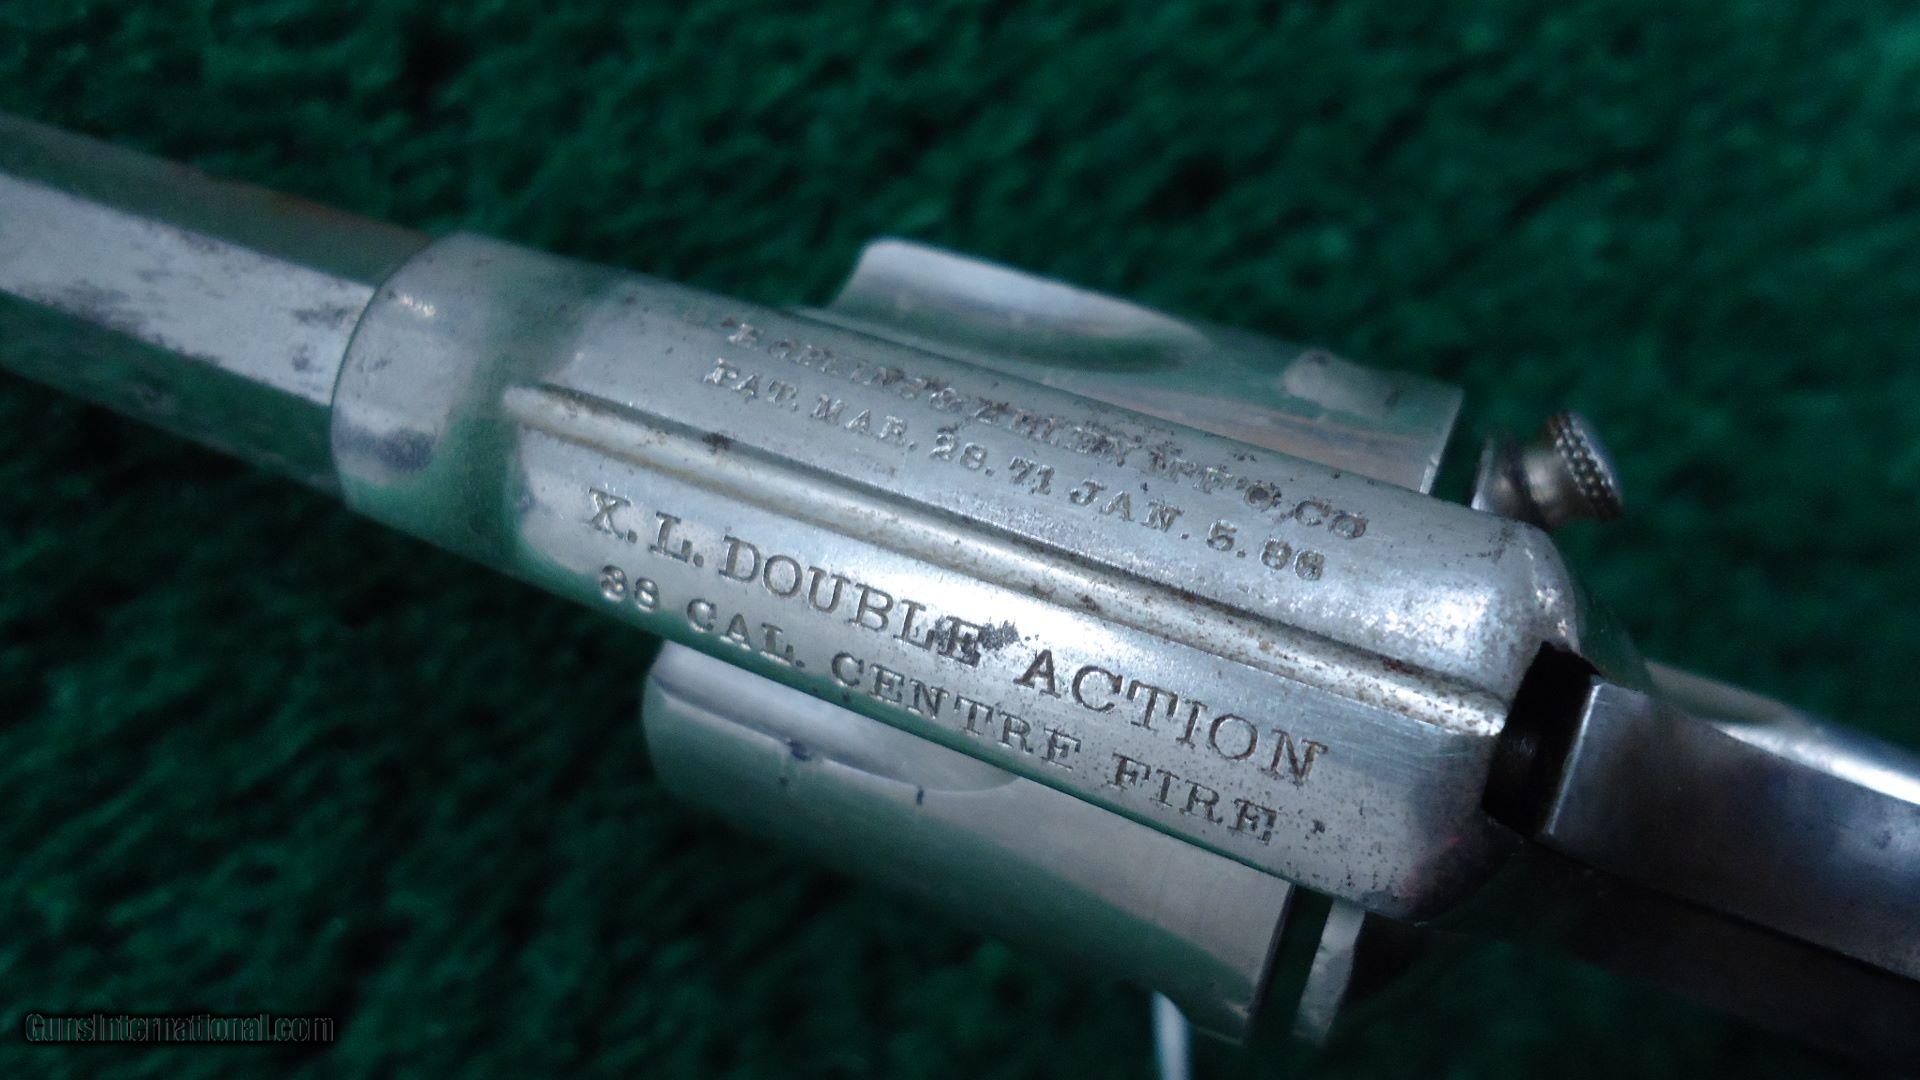 PAT. MAR. 28. 71 JAN. 5. 86
X. L. DOUBLE ACTION
38 CAL. CENTRE FIRE
GunsInternational.com